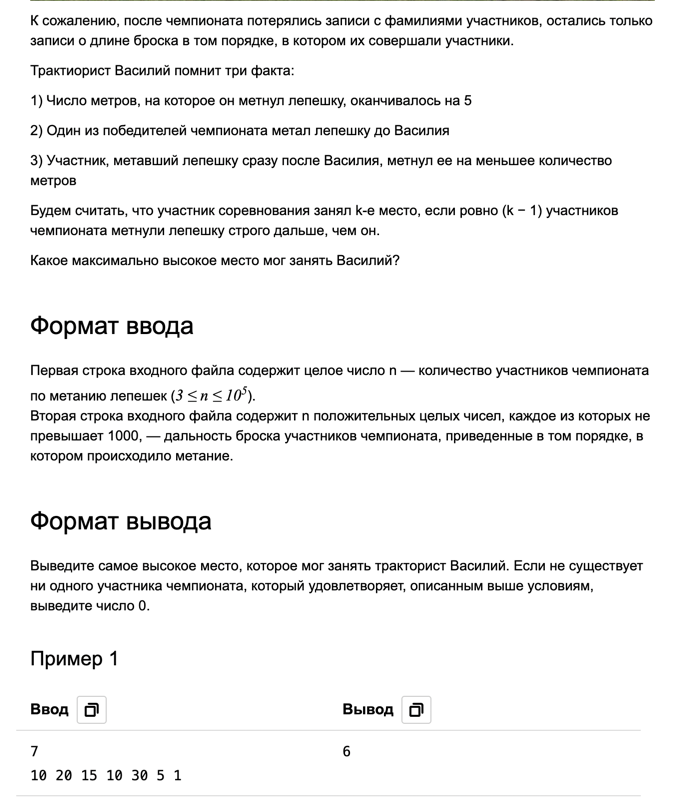 К сожалению, после чемпионата потерялись записи с фамилиями участников, остались только
записи о длине броска в том порядке, в котором их совершали участники.
Трактиорист Василий помнит три факта:
1) Число метров, на которое он метнул лепешку, оканчивалось на 5
2) Один из победителей чемпионата метал лепешку до Василия
3) Участник, метавший лепешку сразу после Василия, метнул ее на меньшее количество
метров
Будем считать, что участник соревнования занял k-е место, если ровно (k − 1) участников
чемпионата метнули лепешку строго дальше, чем он.
Какое максимально высокое место мог занять Василий?
Формат ввода
Первая строка входного файла содержит целое число n — количество участников чемпионата
по метанию лепешек (3 ≤ n ≤ 10⁵).
Вторая строка входного файла содержит n положительных целых чисел, каждое из которых не
превышает 1000, — дальность броска участников чемпионата, приведенные в том порядке, в
котором происходило метание.
Формат вывода
Выведите самое высокое место, которое мог занять тракторист Василий. Если не существует
ни одного участника чемпионата, который удовлетворяет, описанным выше условиям,
выведите число 0.
Пример 1
Ввод Вывод
7 6
10 20 15 10 30 5 1